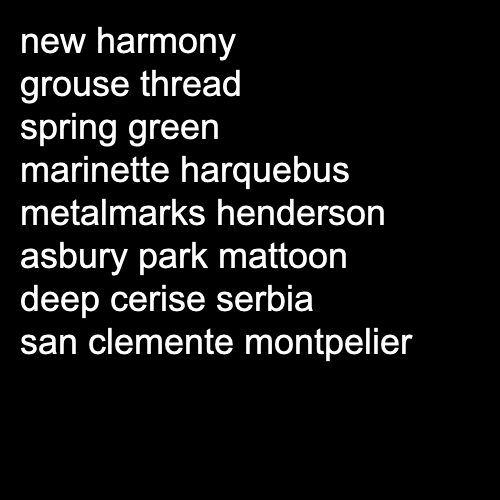 new harmony
grouse thread
spring green
marinette harquebus
metalmarks henderson
asbury park mattoon
deep cerise serbia
san clemente montpelier